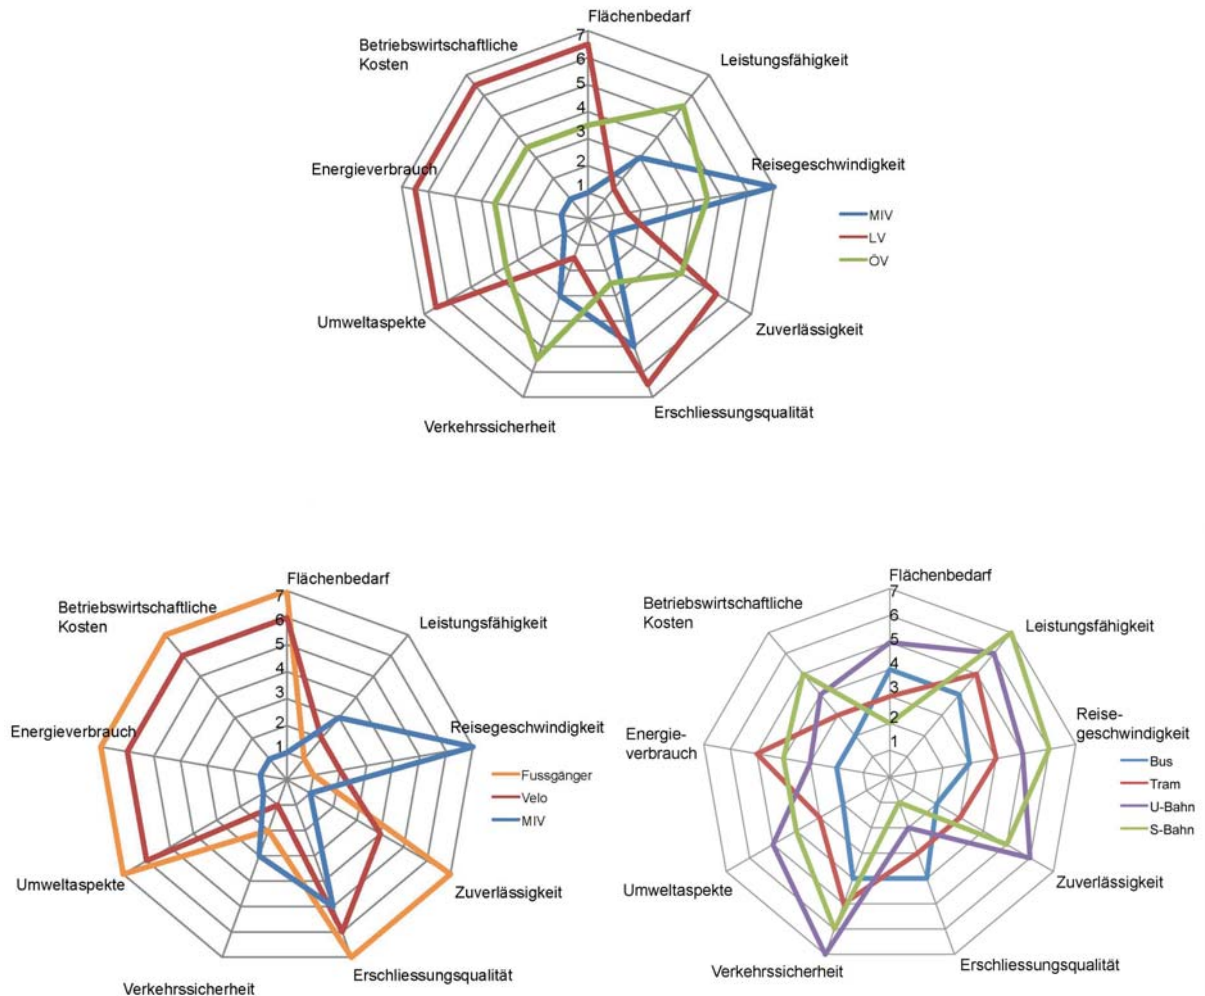 Flächenbedarf
7
6
5
4
3
2
1
Betriebswirtschaftliche
Kosten
Leistungsfähigkeit
Energieverbrauch
Reisegeschwindigkeit
MIV
LV
ÖV
Umweltaspekte
Zuverlässigkeit
Verkehrssicherheit
Erschliessungsqualität
Flächenbedarf
7
6
5
4
3
2
1
Betriebswirtschaftliche
Kosten
Leistungsfähigkeit
Energieverbrauch
Reisegeschwindigkeit
Fussgänger
Velo
MIV
Umweltaspekte
Zuverlässigkeit
Verkehrssicherheit
Erschliessungsqualität
Flächenbedarf
7
6
5
4
3
2
1
Betriebswirtschaftliche
Kosten
Leistungsfähigkeit
Energie-
verbrauch
Reise-
geschwindigkeit
Bus
Tram
U-Bahn
S-Bahn
Umweltaspekte
Zuverlässigkeit
Verkehrssicherheit
Erschliessungsqualität